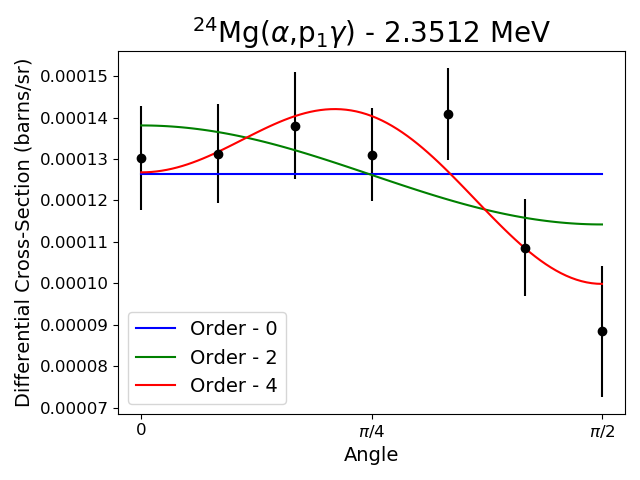 ²⁴Mg(α,p₁γ) - 2.3512 MeV
Differential Cross-Section (barns/sr)
0.00015
0.00014
0.00013
0.00012
0.00011
0.00010
0.00009
0.00008
0.00007
Order - 0
Order - 2
Order - 4
0
π/4
π/2
Angle